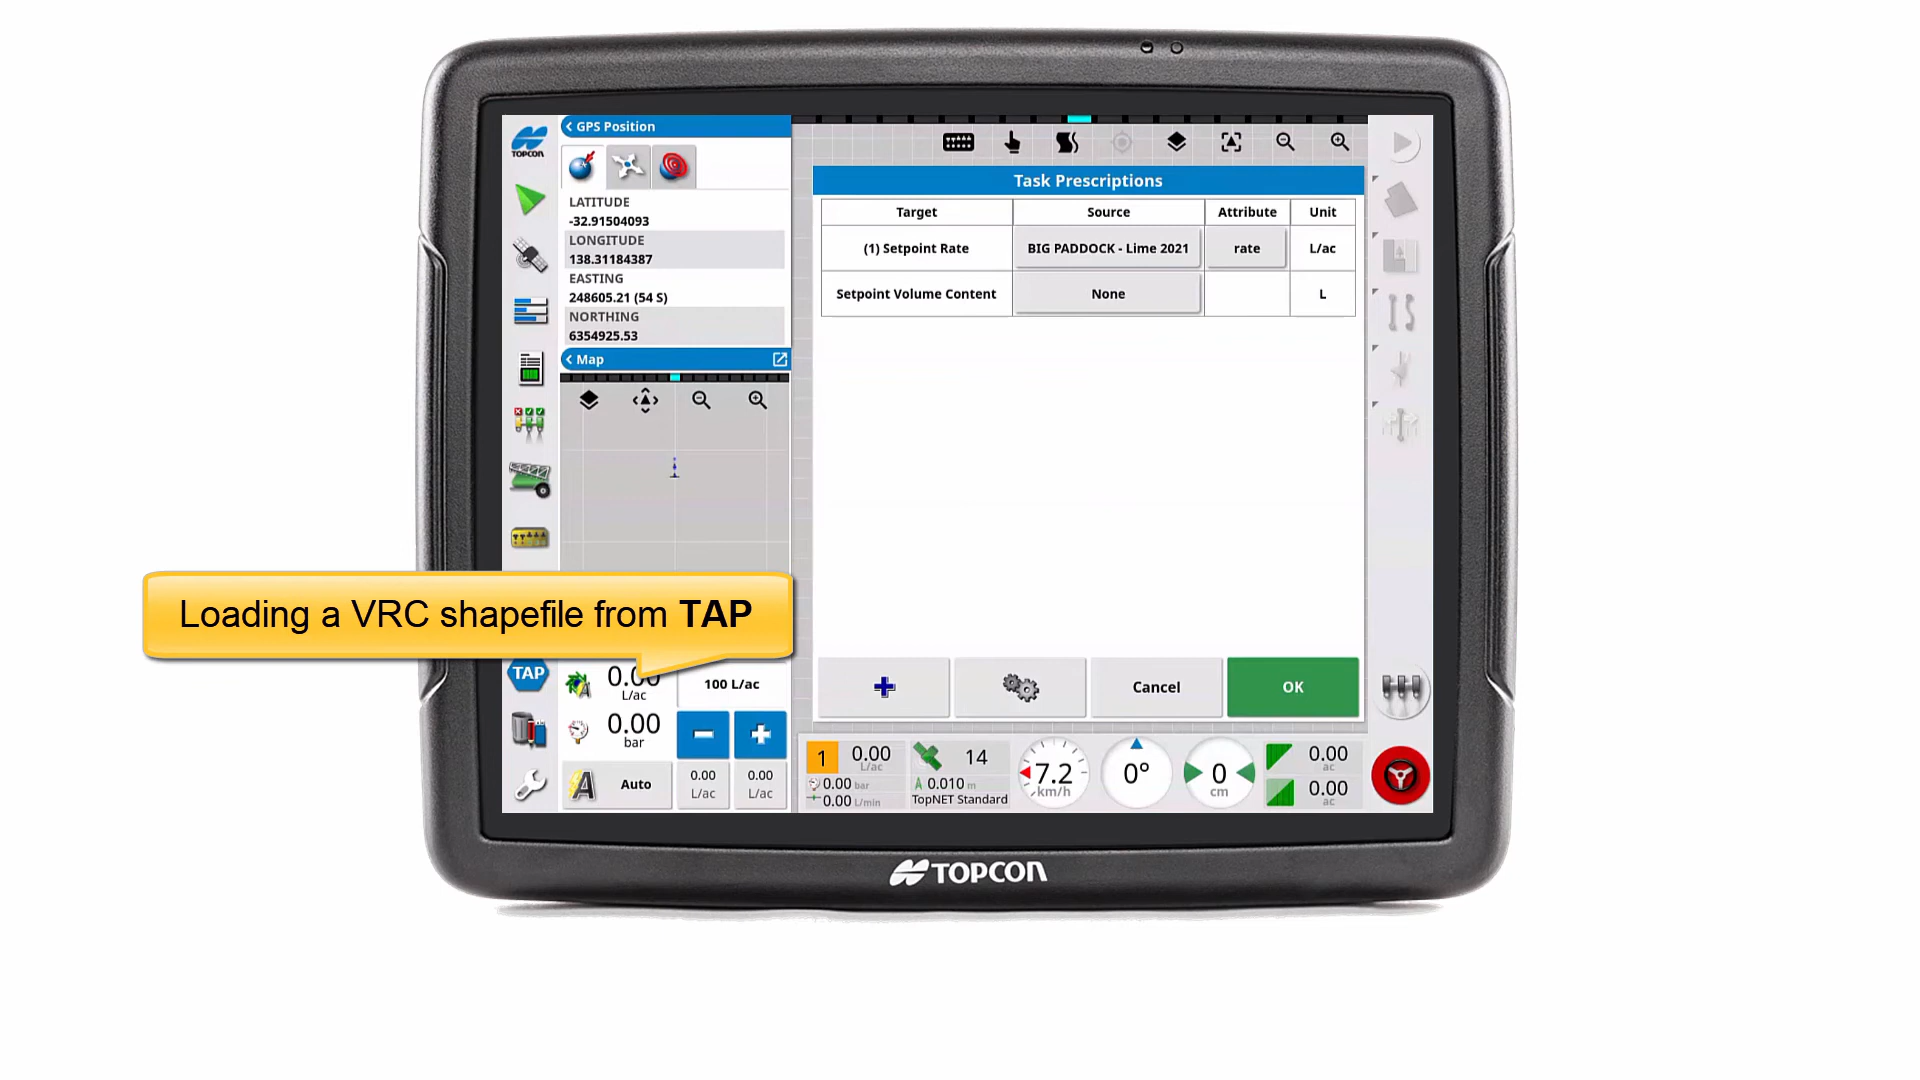 TOPCON
GPS Position
LATITUDE
-32.91504093
LONGITUDE
138.31184387
EASTING
248605.21 (54 S)
NORTHING
6354925.53
Map
Task Prescriptions
Target Source Attribute Unit
(1) Setpoint Rate BIG PADDOCK - Lime 2021 rate L/ac
Setpoint Volume Content None L
Loading a VRC shapefile from TAP
TAP
0.00
L/ac
100 L/ac
0.00
bar
A Auto
0.00
L/ac
0.00
L/ac
Cancel
OK
1
0.00
L/ac
0.00 bar
0.00 L/min
14
0.010 m
TopNET Standard
7.2
km/h
0°
0
cm
0.00
ac
0.00
ac
TOPCON